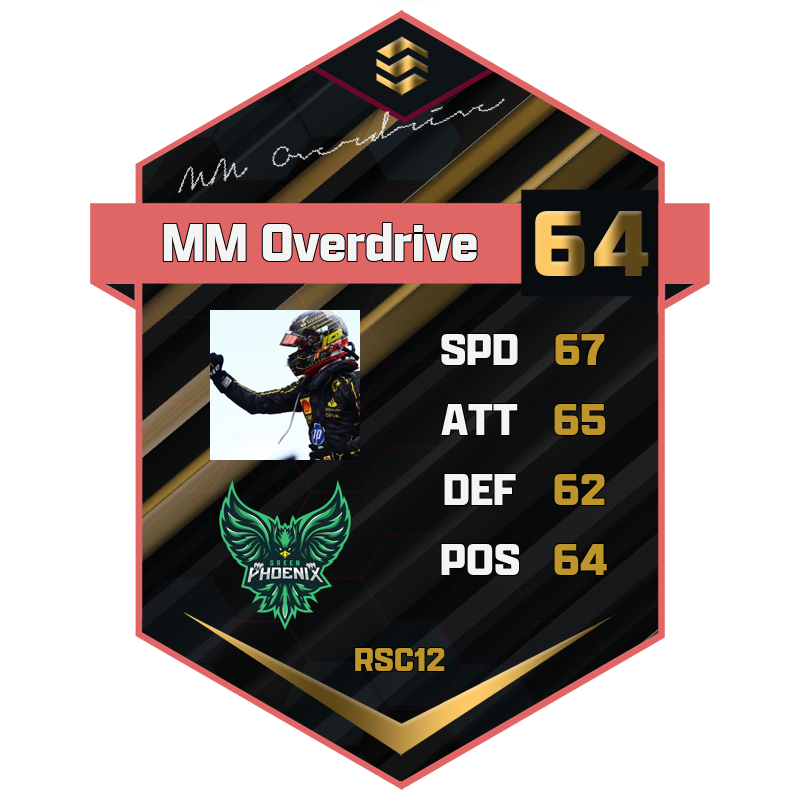 MM Overdrive
MM Overdrive
64
SPD 67
ATT 65
DEF 62
POS 64
GREEN
PHOENIX
RSC12